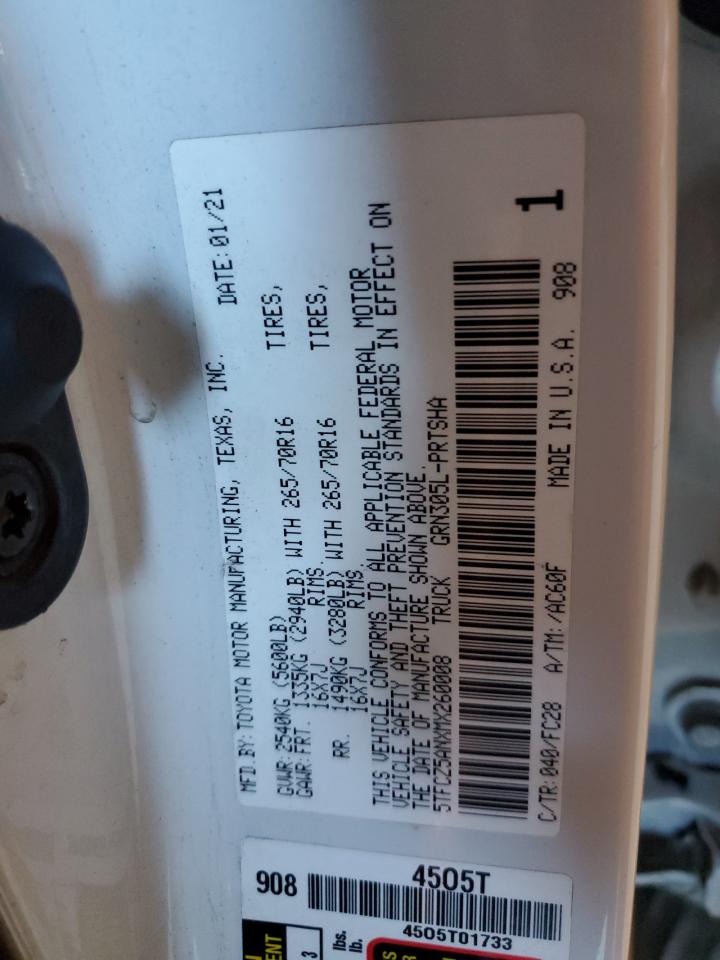 MFD. BY: TOYOTA MOTOR MANUFACTURING, TEXAS, INC. DATE: 01/21
GVWR: 2540KG (5600LB)
GAWR: FRT. 1335KG (2940LB) WITH 265/70R16 TIRES,
16X7J RIMS.
RR. 1490KG (3280LB) WITH 265/70R16 TIRES,
16X7J RIMS.
THIS VEHICLE CONFORMS TO ALL APPLICABLE FEDERAL MOTOR
VEHICLE SAFETY AND THEFT PREVENTION STANDARDS IN EFFECT ON
THE DATE OF MANUFACTURE SHOWN ABOVE.
5TFCZ5ANXMX260008 TRUCK GRN305L-PRTSHA
1
C/TR: 040/FC28 A/TM: /AC60F MADE IN U.S.A. 908
908 4505T
4505T01733
3
lbs.
lb.